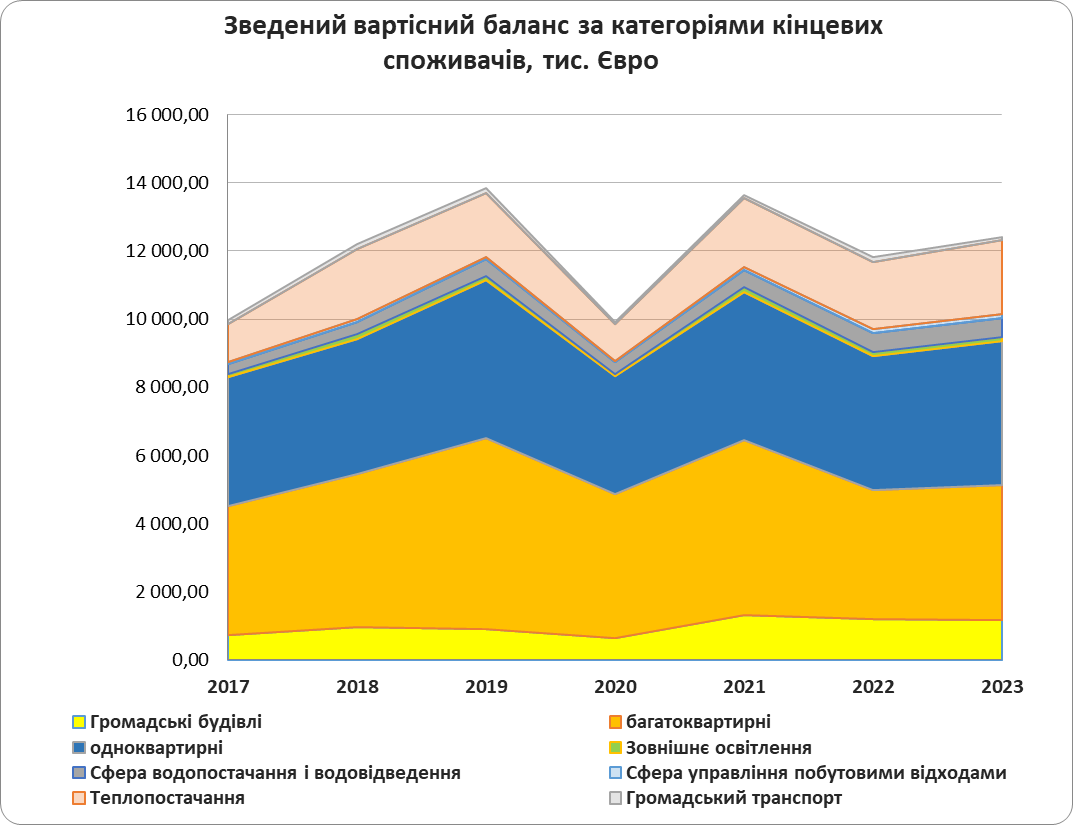 Зведений вартісний баланс за категоріями кінцевих
споживачів, тис. Євро
16 000,00
14 000,00
12 000,00
10 000,00
8 000,00
6 000,00
4 000,00
2 000,00
0,00
2017 2018 2019 2020 2021 2022 2023
Громадські будівлі багатоквартирні
одноквартирні Зовнішнє освітлення
Сфера водопостачання і водовідведення Сфера управління побутовими відходами
Теплопостачання Громадський транспорт